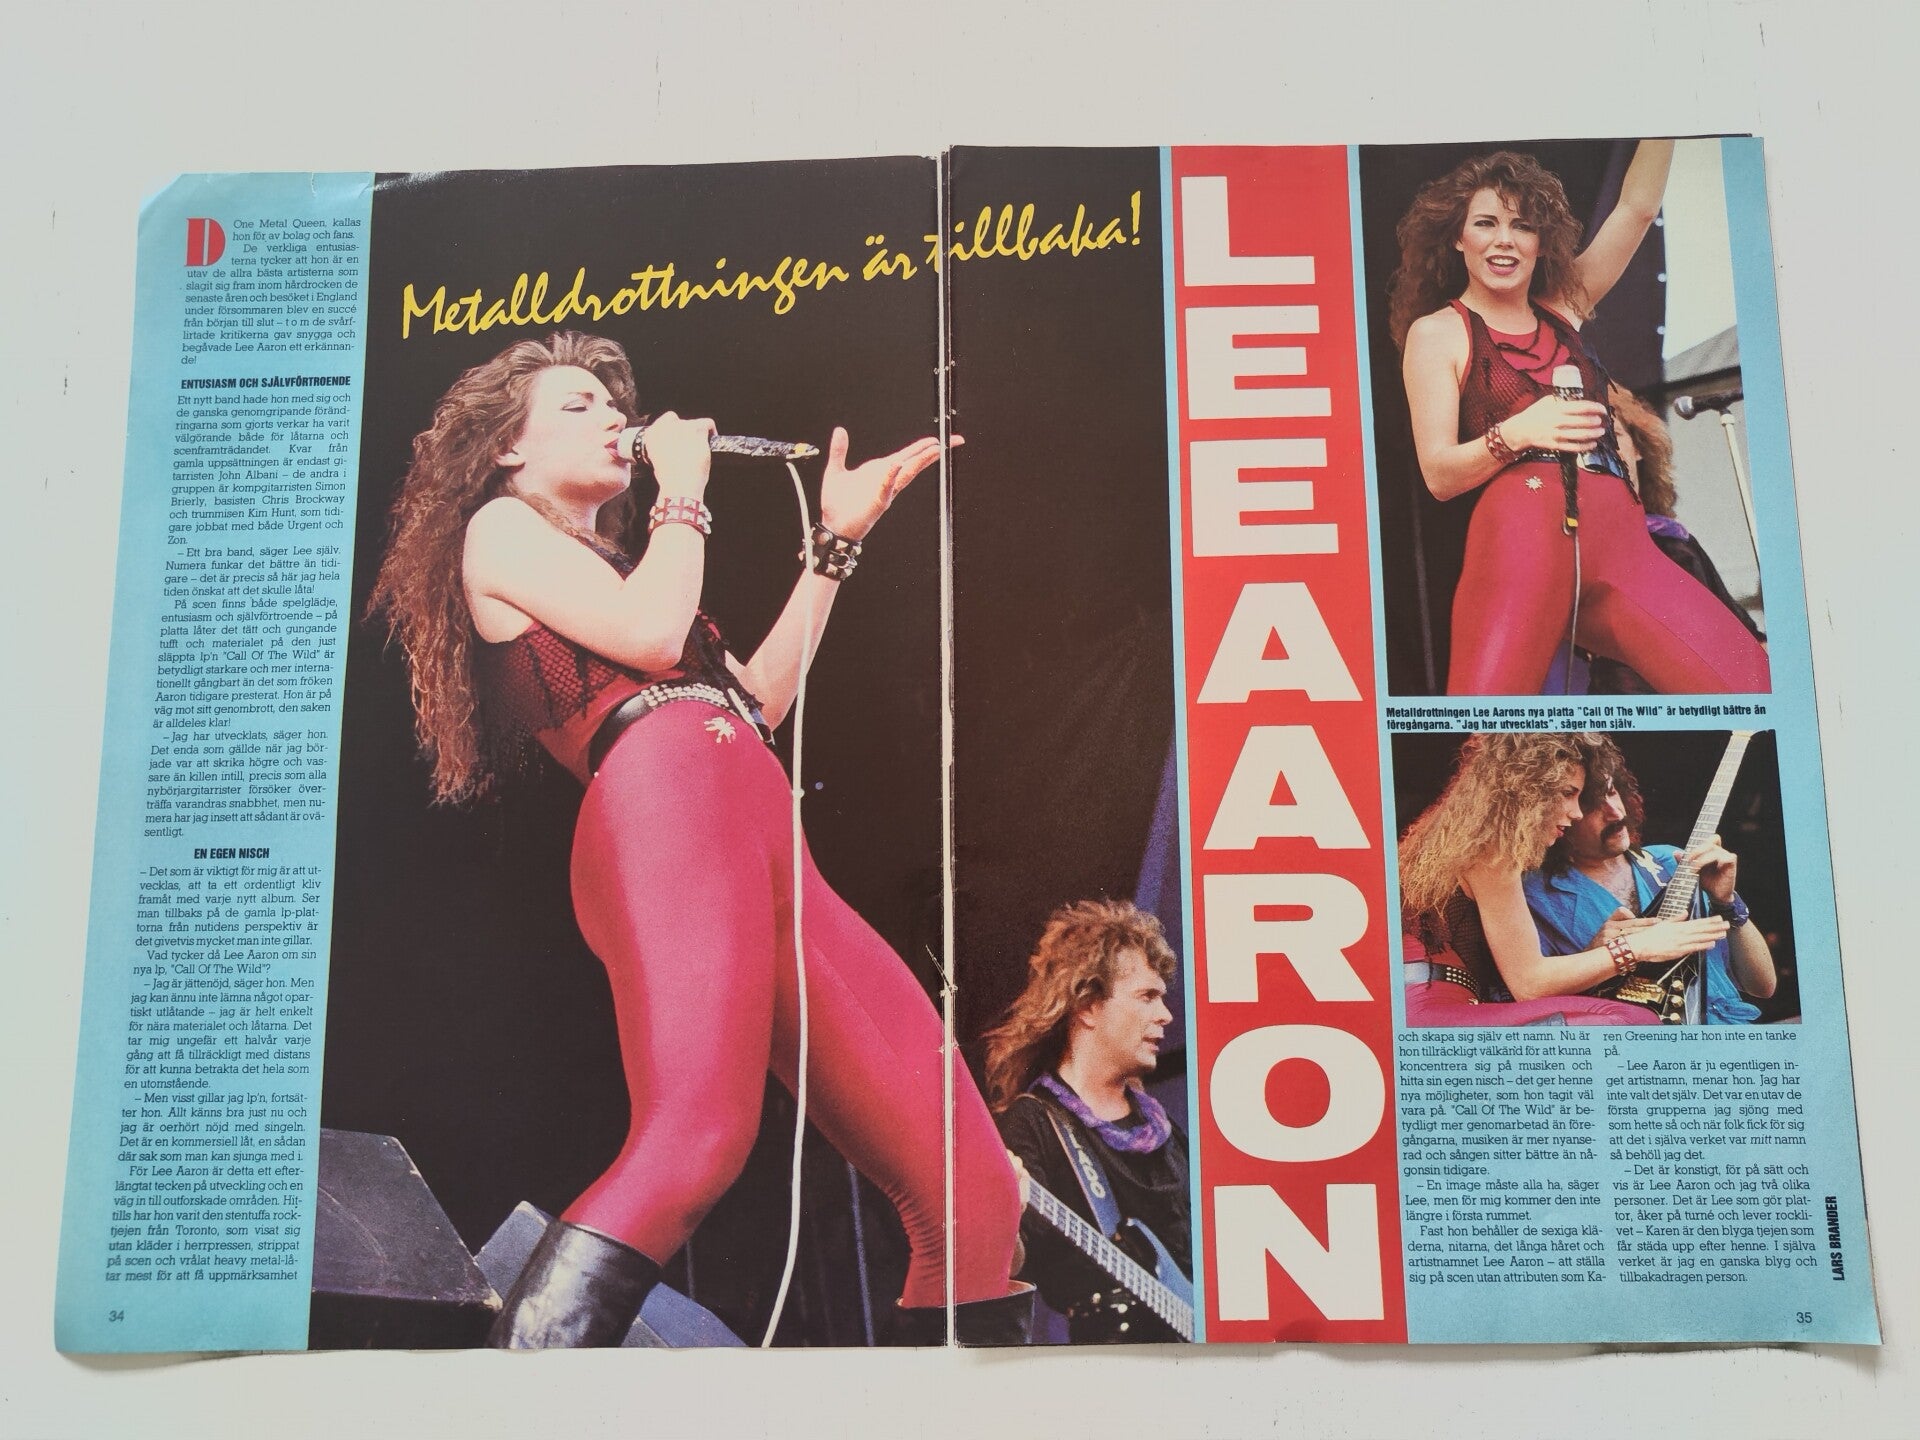 Metalldrottningen är tillbaka!
D One Metal Queen, kallas
hon för av bolag och fans.
De verkliga entusias-
terna tycker att hon är en
utav de allra bästa artisterna som
slagit sig fram inom hårdrocken de
senaste åren och besöket i England
under försommaren blev en succé
från början till slut – t o m de svårf-
lirtade kritikerna gav snygga och
begåvade Lee Aaron ett erkännan-
de!
ENTUSIASM OCH SJÄLVFÖRTROENDE
Ett nytt band hade hon med sig och
de ganska genomgripande föränd-
ringarna som gjorts verkar ha varit
välgörande både för låtarna och
scenframträdandet. Kvar från
gamla uppsättningen är endast gi-
tarristen John Albani – de andra i
gruppen är kompgitarristen Simon
Brierly, basisten Chris Brockway
och trummisen Kim Hunt, som tidi-
gare jobbat med både Urgent och
Zon.
– Ett bra band, säger Lee själv.
Numera funkar det bättre än tidi-
gare – det är precis så här jag hela
tiden önskat att det skulle låta!
På scen finns både spelglädje,
entusiasm och självförtroende – på
platta låter det tätt och gungande
tufft och materialet på den just
släppta lp'n "Call Of The Wild" är
betydligt starkare och mer interna-
tionellt gångbart än det som fröken
Aaron tidigare presterat. Hon är på
väg mot sitt genombrott, den saken
är alldeles klar!
– Jag har utvecklats, säger hon.
Det enda som gällde när jag bör-
jade var att skrika högre och vas-
sare än killen intill, precis som alla
nybörjargitarrister försöker över-
träffa varandras snabbhet, men nu-
mera har jag insett att sådant är ovä-
sentligt.
EN EGEN NISCH
– Det som är viktigt för mig är att ut-
vecklas, att ta ett ordentligt kliv
framåt med varje nytt album. Ser
man tillbaks på de gamla lp-plat-
torna från nutidens perspektiv är
det givetvis mycket man inte gillar.
Vad tycker då Lee Aaron om sin
nya lp, "Call Of The Wild"?
– Jag är jättenöjd, säger hon. Men
jag kan ännu inte lämna något opar-
tiskt utlåtande – jag är helt enkelt
för nära materialet och låtarna. Det
tar mig ungefär ett halvår varje
gång att få tillräckligt med distans
för att kunna betrakta det hela som
en utomstående.
– Men visst gillar jag lp'n, fortsät-
ter hon. Allt känns bra just nu och
jag är oerhört nöjd med singeln.
Det är en kommersiell låt, en sådan
där sak som man kan sjunga med i.
För Lee Aaron är detta ett efter-
längtat tecken på utveckling och en
väg in till outforskade områden. Hit-
tills har hon varit den stentuffa rock-
tjejen från Toronto, som visat sig
utan kläder i herrpressen, strippat
på scen och vrålat heavy metal-lå-
tar mest för att få uppmärksamhet
34
LEE AARON
LADO
Metalldrottningen Lee Aarons nya platta "Call Of The Wild" är betydligt bättre än
föregångarna. "Jag har utvecklats", säger hon själv.
och skapa sig själv ett namn. Nu är
hon tillräckligt välkänd för att kunna
koncentrera sig på musiken och
hitta sin egen nisch – det ger henne
nya möjligheter, som hon tagit väl
vara på. "Call Of The Wild" är be-
tydligt mer genomarbetad än före-
gångarna, musiken är mer nyanse-
rad och sången sitter bättre än nå-
gonsin tidigare.
– En image måste alla ha, säger
Lee, men för mig kommer den inte
längre i första rummet.
Fast hon behåller de sexiga klä-
derna, nitarna, det långa håret och
artistnamnet Lee Aaron – att ställa
sig på scen utan attributen som Ka-
ren Greening har hon inte en tanke
på.
– Lee Aaron är ju egentligen in-
get artistnamn, menar hon. Jag har
inte valt det själv. Det var en utav de
första grupperna jag sjöng med
som hette så och när folk fick för sig
att det i själva verket var mitt namn
så behöll jag det.
– Det är konstigt, för på sätt och
vis är Lee Aaron och jag två olika
personer. Det är Lee som gör plat-
tor, åker på turné och lever rockli-
vet – Karen är den blyga tjejen som
får städa upp efter henne. I själva
verket är jag en ganska blyg och
tillbakadragen person.
LARS BRANDER
35